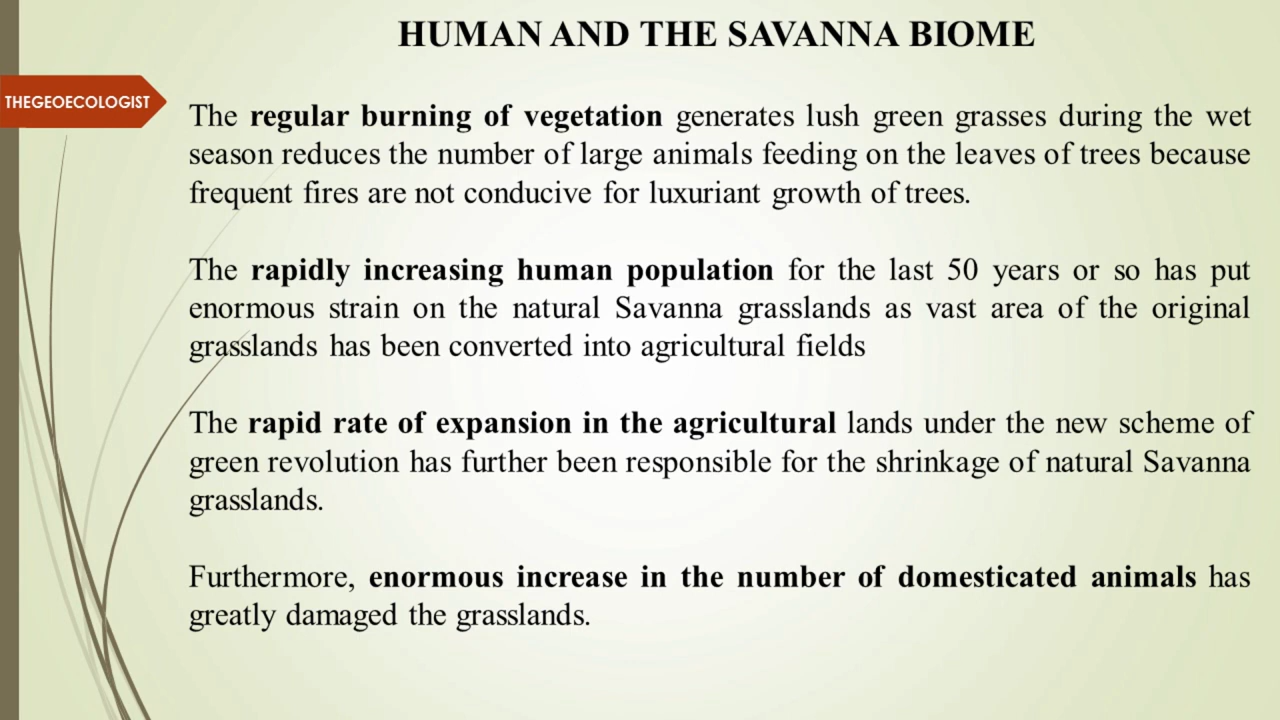 HUMAN AND THE SAVANNA BIOME
THEGEOECOLOGIST
The regular burning of vegetation generates lush green grasses during the wet
season reduces the number of large animals feeding on the leaves of trees because
frequent fires are not conducive for luxuriant growth of trees.
The rapidly increasing human population for the last 50 years or so has put
enormous strain on the natural Savanna grasslands as vast area of the original
grasslands has been converted into agricultural fields
The rapid rate of expansion in the agricultural lands under the new scheme of
green revolution has further been responsible for the shrinkage of natural Savanna
grasslands.
Furthermore, enormous increase in the number of domesticated animals has
greatly damaged the grasslands.